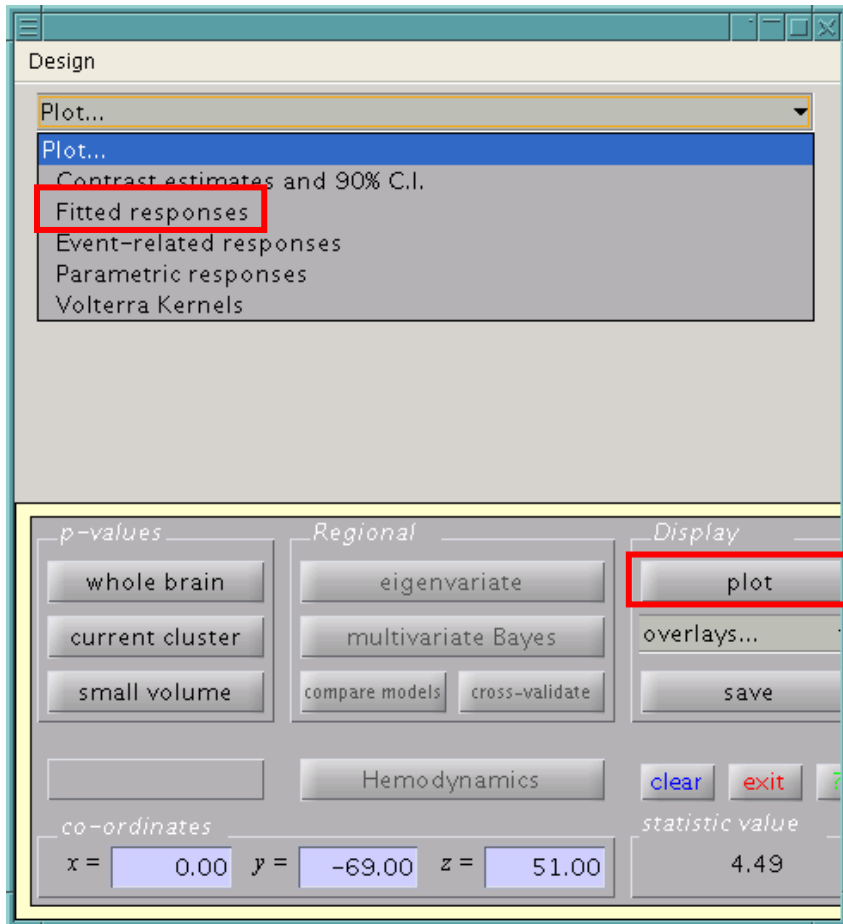 Design
Plot...
Plot...
Contrast estimates and 90% C.I.
Fitted responses
Event-related responses
Parametric responses
Volterra Kernels
p-values Regional Display
whole brain eigenvariate plot
current cluster multivariate Bayes overlays...
small volume compare models cross-validate save
Hemodynamics clear exit ?
co-ordinates statistic value
x = 0.00 y = -69.00 z = 51.00 4.49